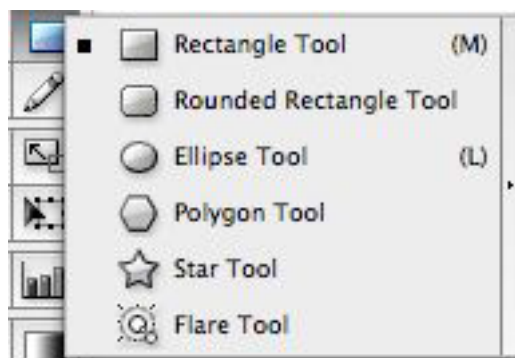 Rectangle Tool (M)
Rounded Rectangle Tool
Ellipse Tool (L)
Polygon Tool
Star Tool
Flare Tool